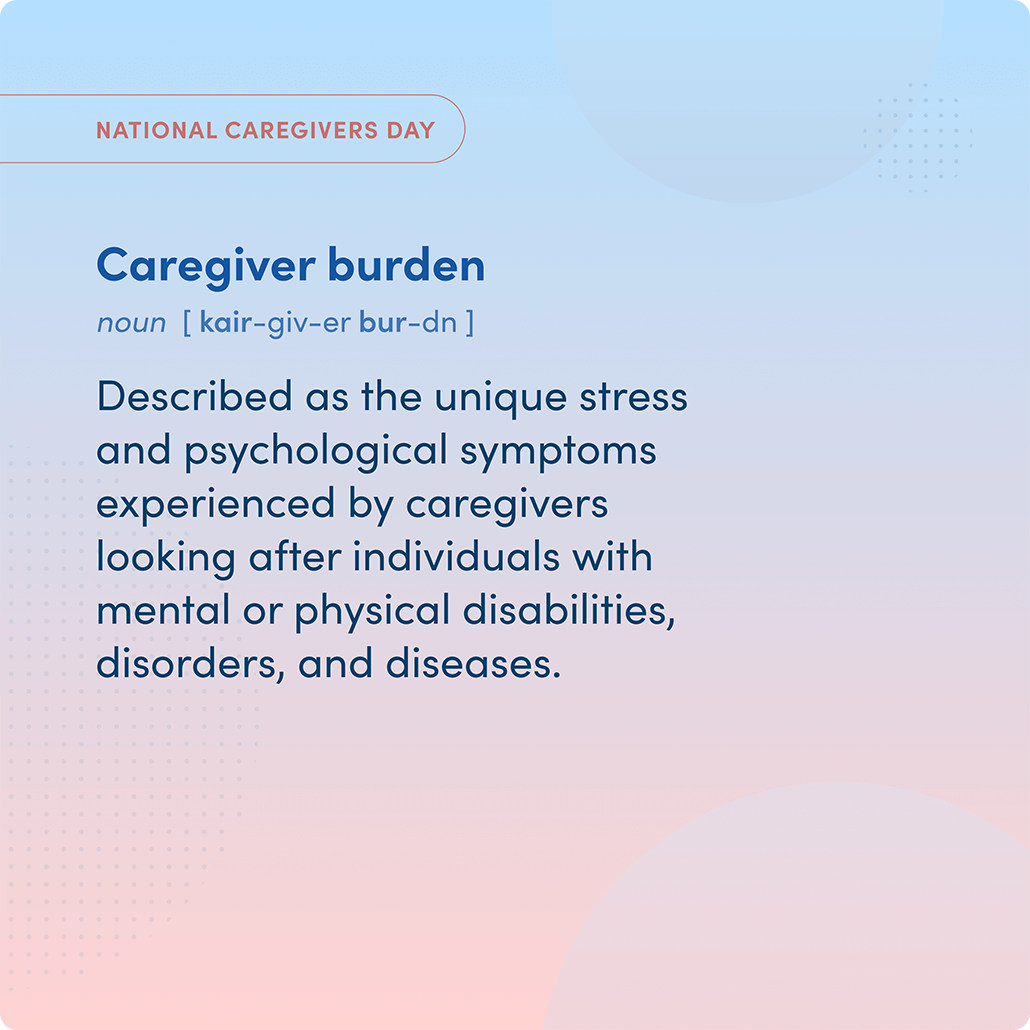 NATIONAL CAREGIVERS DAY
Caregiver burden
noun [ kair-giv-er bur-dn ]
Described as the unique stress
and psychological symptoms
experienced by caregivers
looking after individuals with
mental or physical disabilities,
disorders, and diseases.